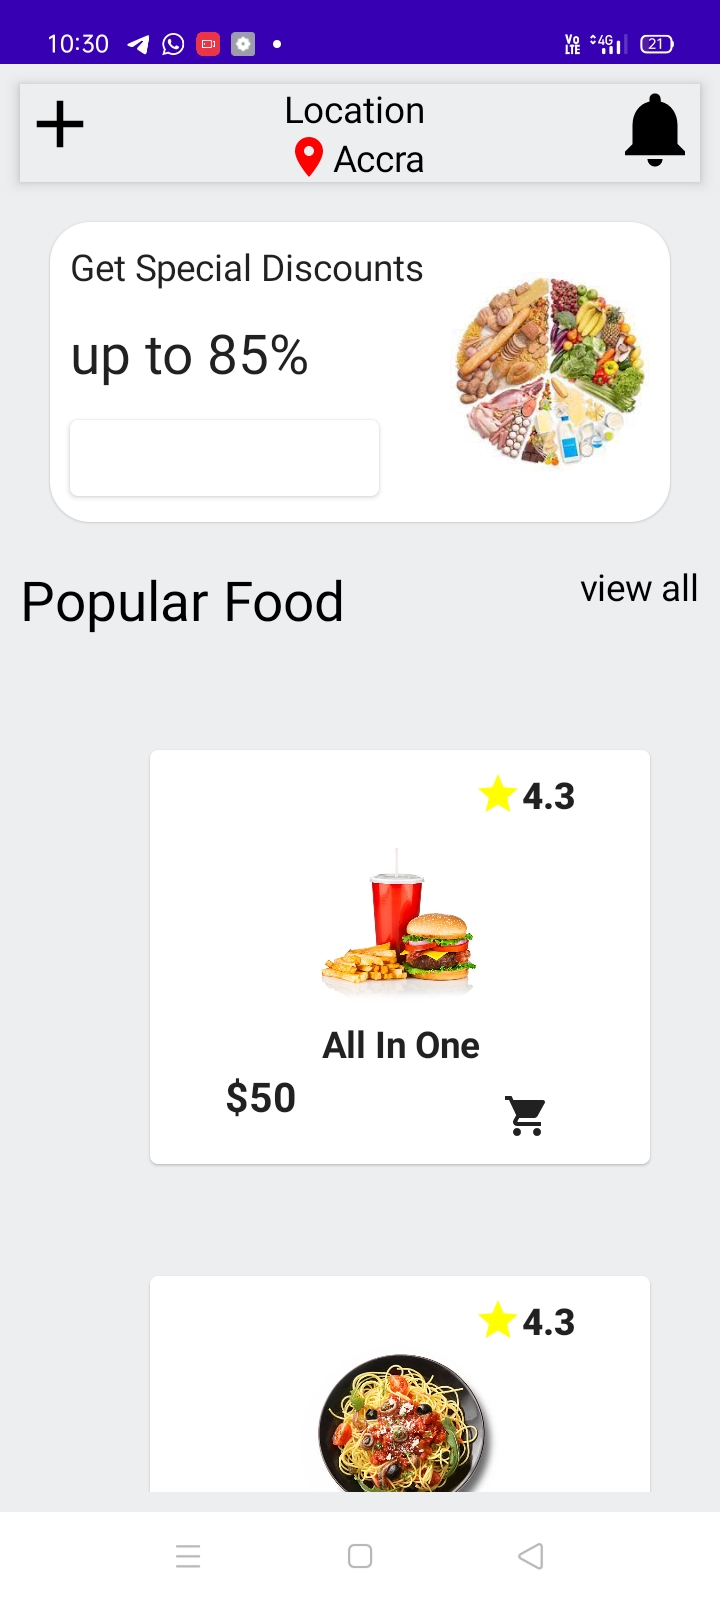 10:30
Vo LTE 4G 21
Location
Accra
Get Special Discounts
up to 85%
Popular Food
view all
4.3
All In One
$50
4.3